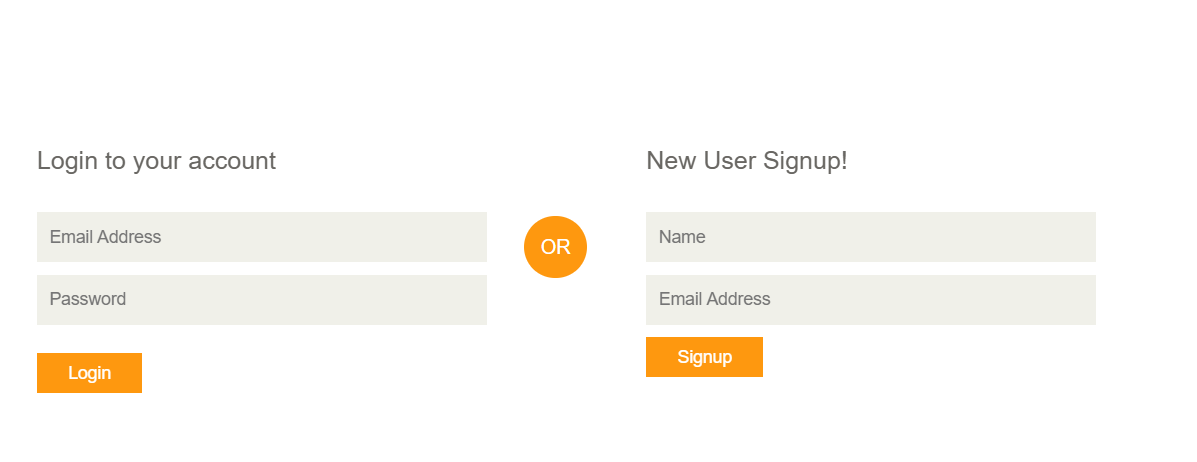 Login to your account
Email Address
Password
Login
OR
New User Signup!
Name
Email Address
Signup